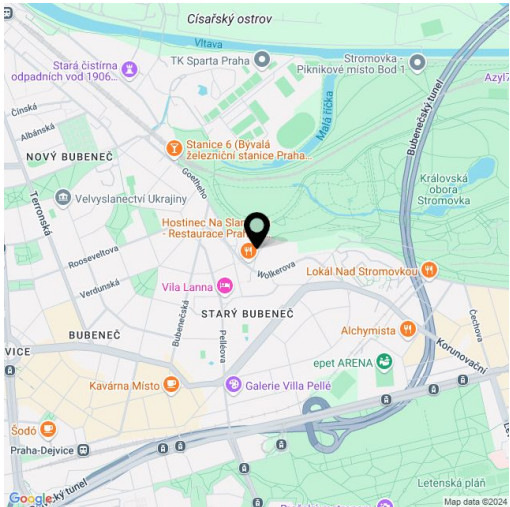 Císařský ostrov
Vltava
Stará čistírna
odpadních vod 1906...
TK Sparta Praha
Stromovka -
Piknikové místo Bod 1
Azyl7
Čínská
Albánská
Malá říčka
Bubenečský tunel
Stanice 6 (Bývalá
železniční stanice Praha...
NOVÝ BUBENEČ
Goetheho
Královská
obora
Stromovka
Terronská
Velvyslanectví Ukrajiny
Hostinec Na Slam
- Restaurace Praha
Rooseveltova
Wolkerova
Lokál Nad Stromovkou
Verdunská
Vila Lanna
STARÝ BUBENEČ
Bubenečská
Pelléova
Čechova
Alchymista
BUBENEČ
VICE
Korunovační
epet ARENA
Kavárna Místo
Galerie Villa Pellé
Šodó
Praha-Dejvice
Letenská pláň
Google
tunel
Map data ©2024